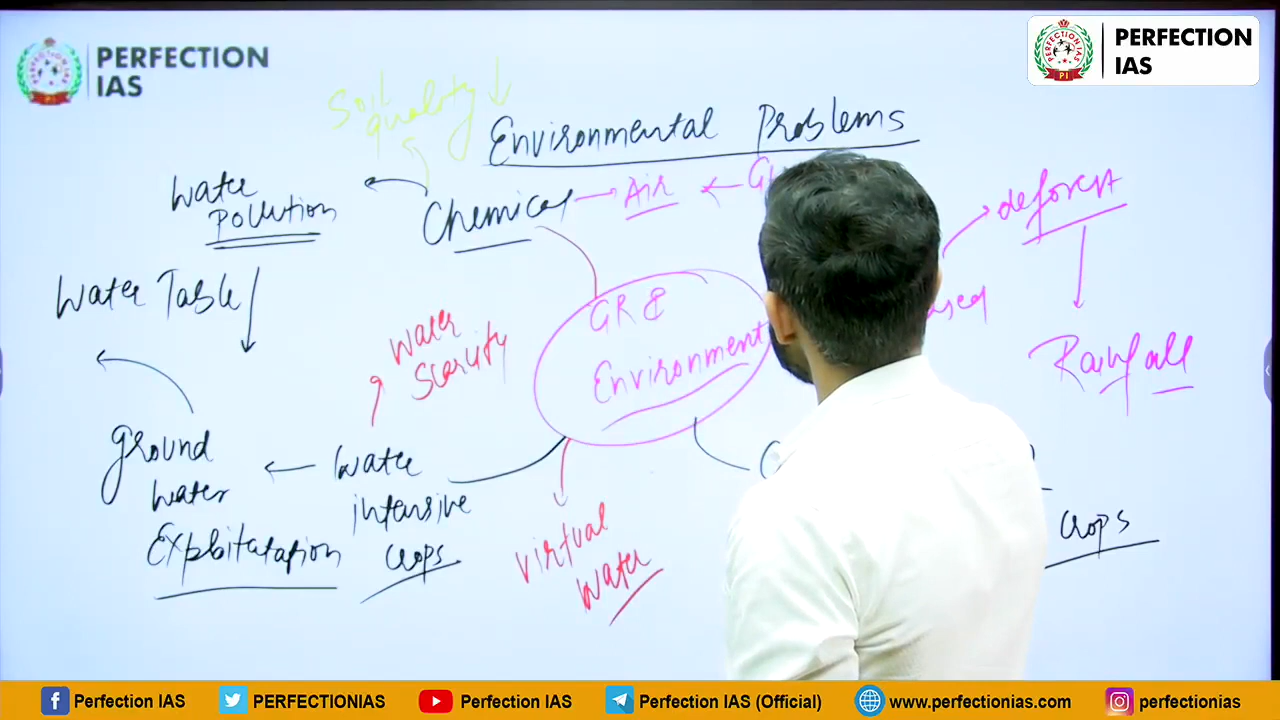 PERFECTION
IAS
PERFECTION
IAS
Soil
quality
Environmental Problems
Water
Pollution
Chemical
Air
deforest
Water Table
GR &
Environment
Water
Scarcity
Rainfall
Ground
water
Exploitatation
Water
intensive
crops
Virtual
Water
crops
Perfection IAS
PERFECTIONIAS
Perfection IAS
Perfection IAS (Official)
www.perfectionias.com
perfectionias